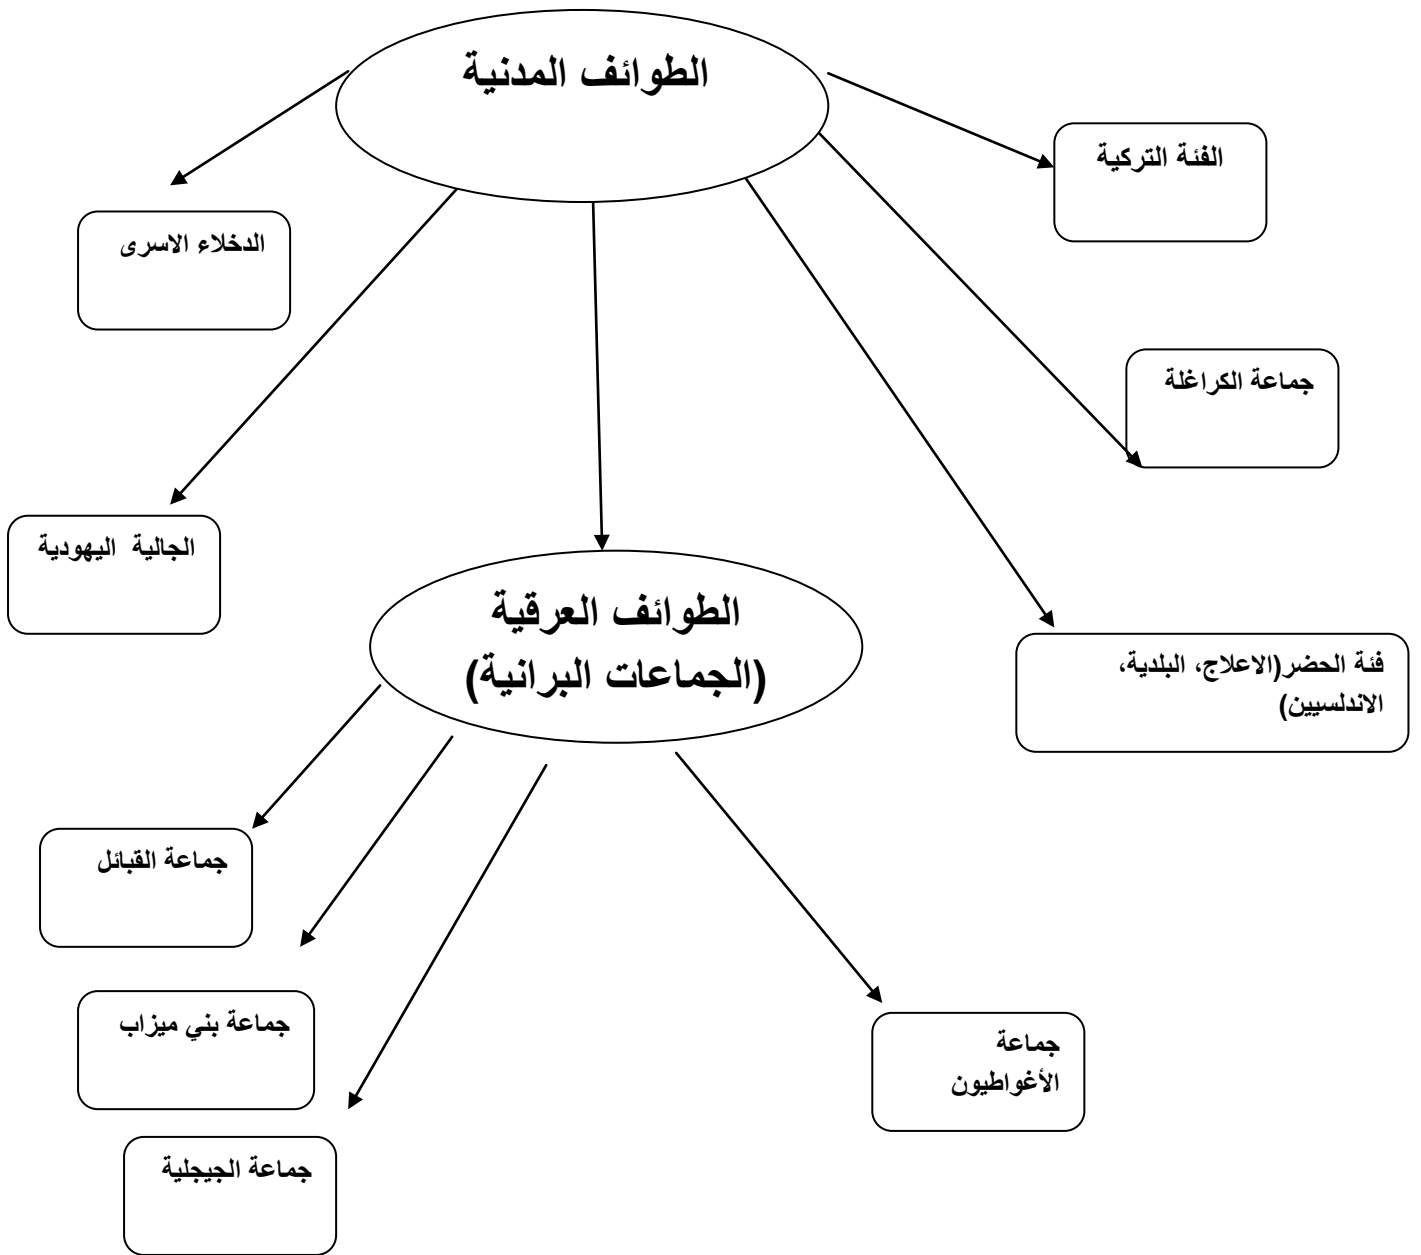 الطوائف المدنية
الفئة التركية
الدخلاء الاسرى
جماعة الكراغلة
الجالية اليهودية
الطوائف العرقية
(الجماعات البرانية)
فئة الحضر(الاعلاج، البلدية،
الاندلسيين)
جماعة القبائل
جماعة بني ميزاب
جماعة
الأغواطيون
جماعة الجيجلية